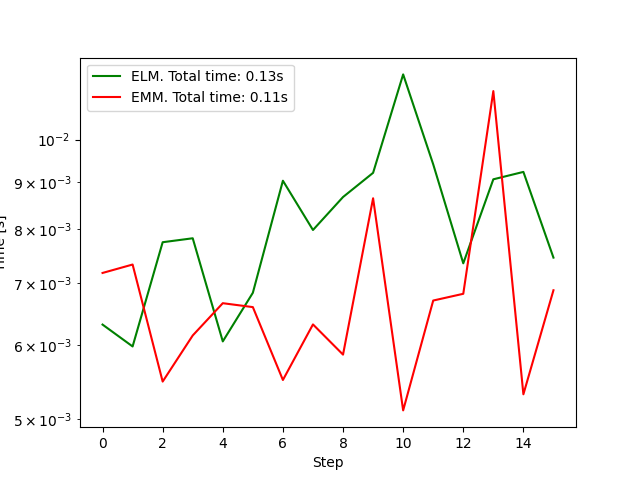 ELM. Total time: 0.13s
EMM. Total time: 0.11s
10⁻²
9 × 10⁻³
8 × 10⁻³
7 × 10⁻³
6 × 10⁻³
5 × 10⁻³
Time [s]
0 2 4 6 8 10 12 14
Step